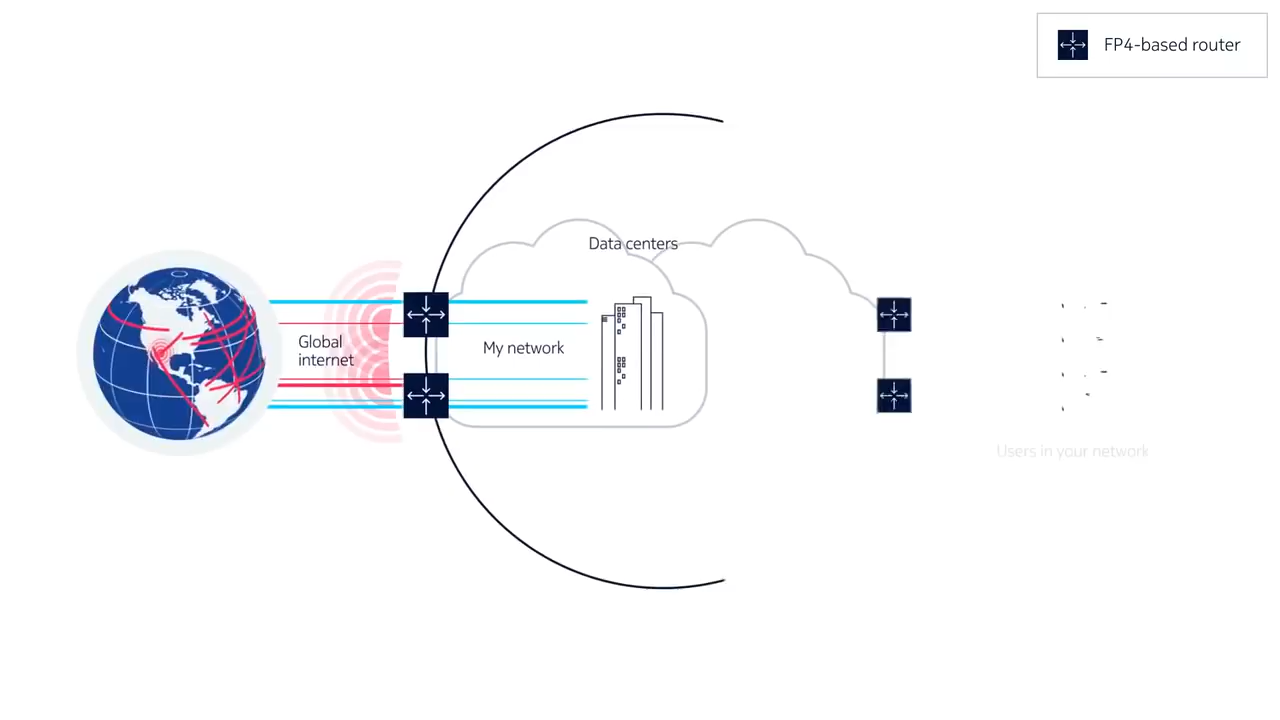 FP4-based router
Data centers
Global
internet
My network
Users in your network